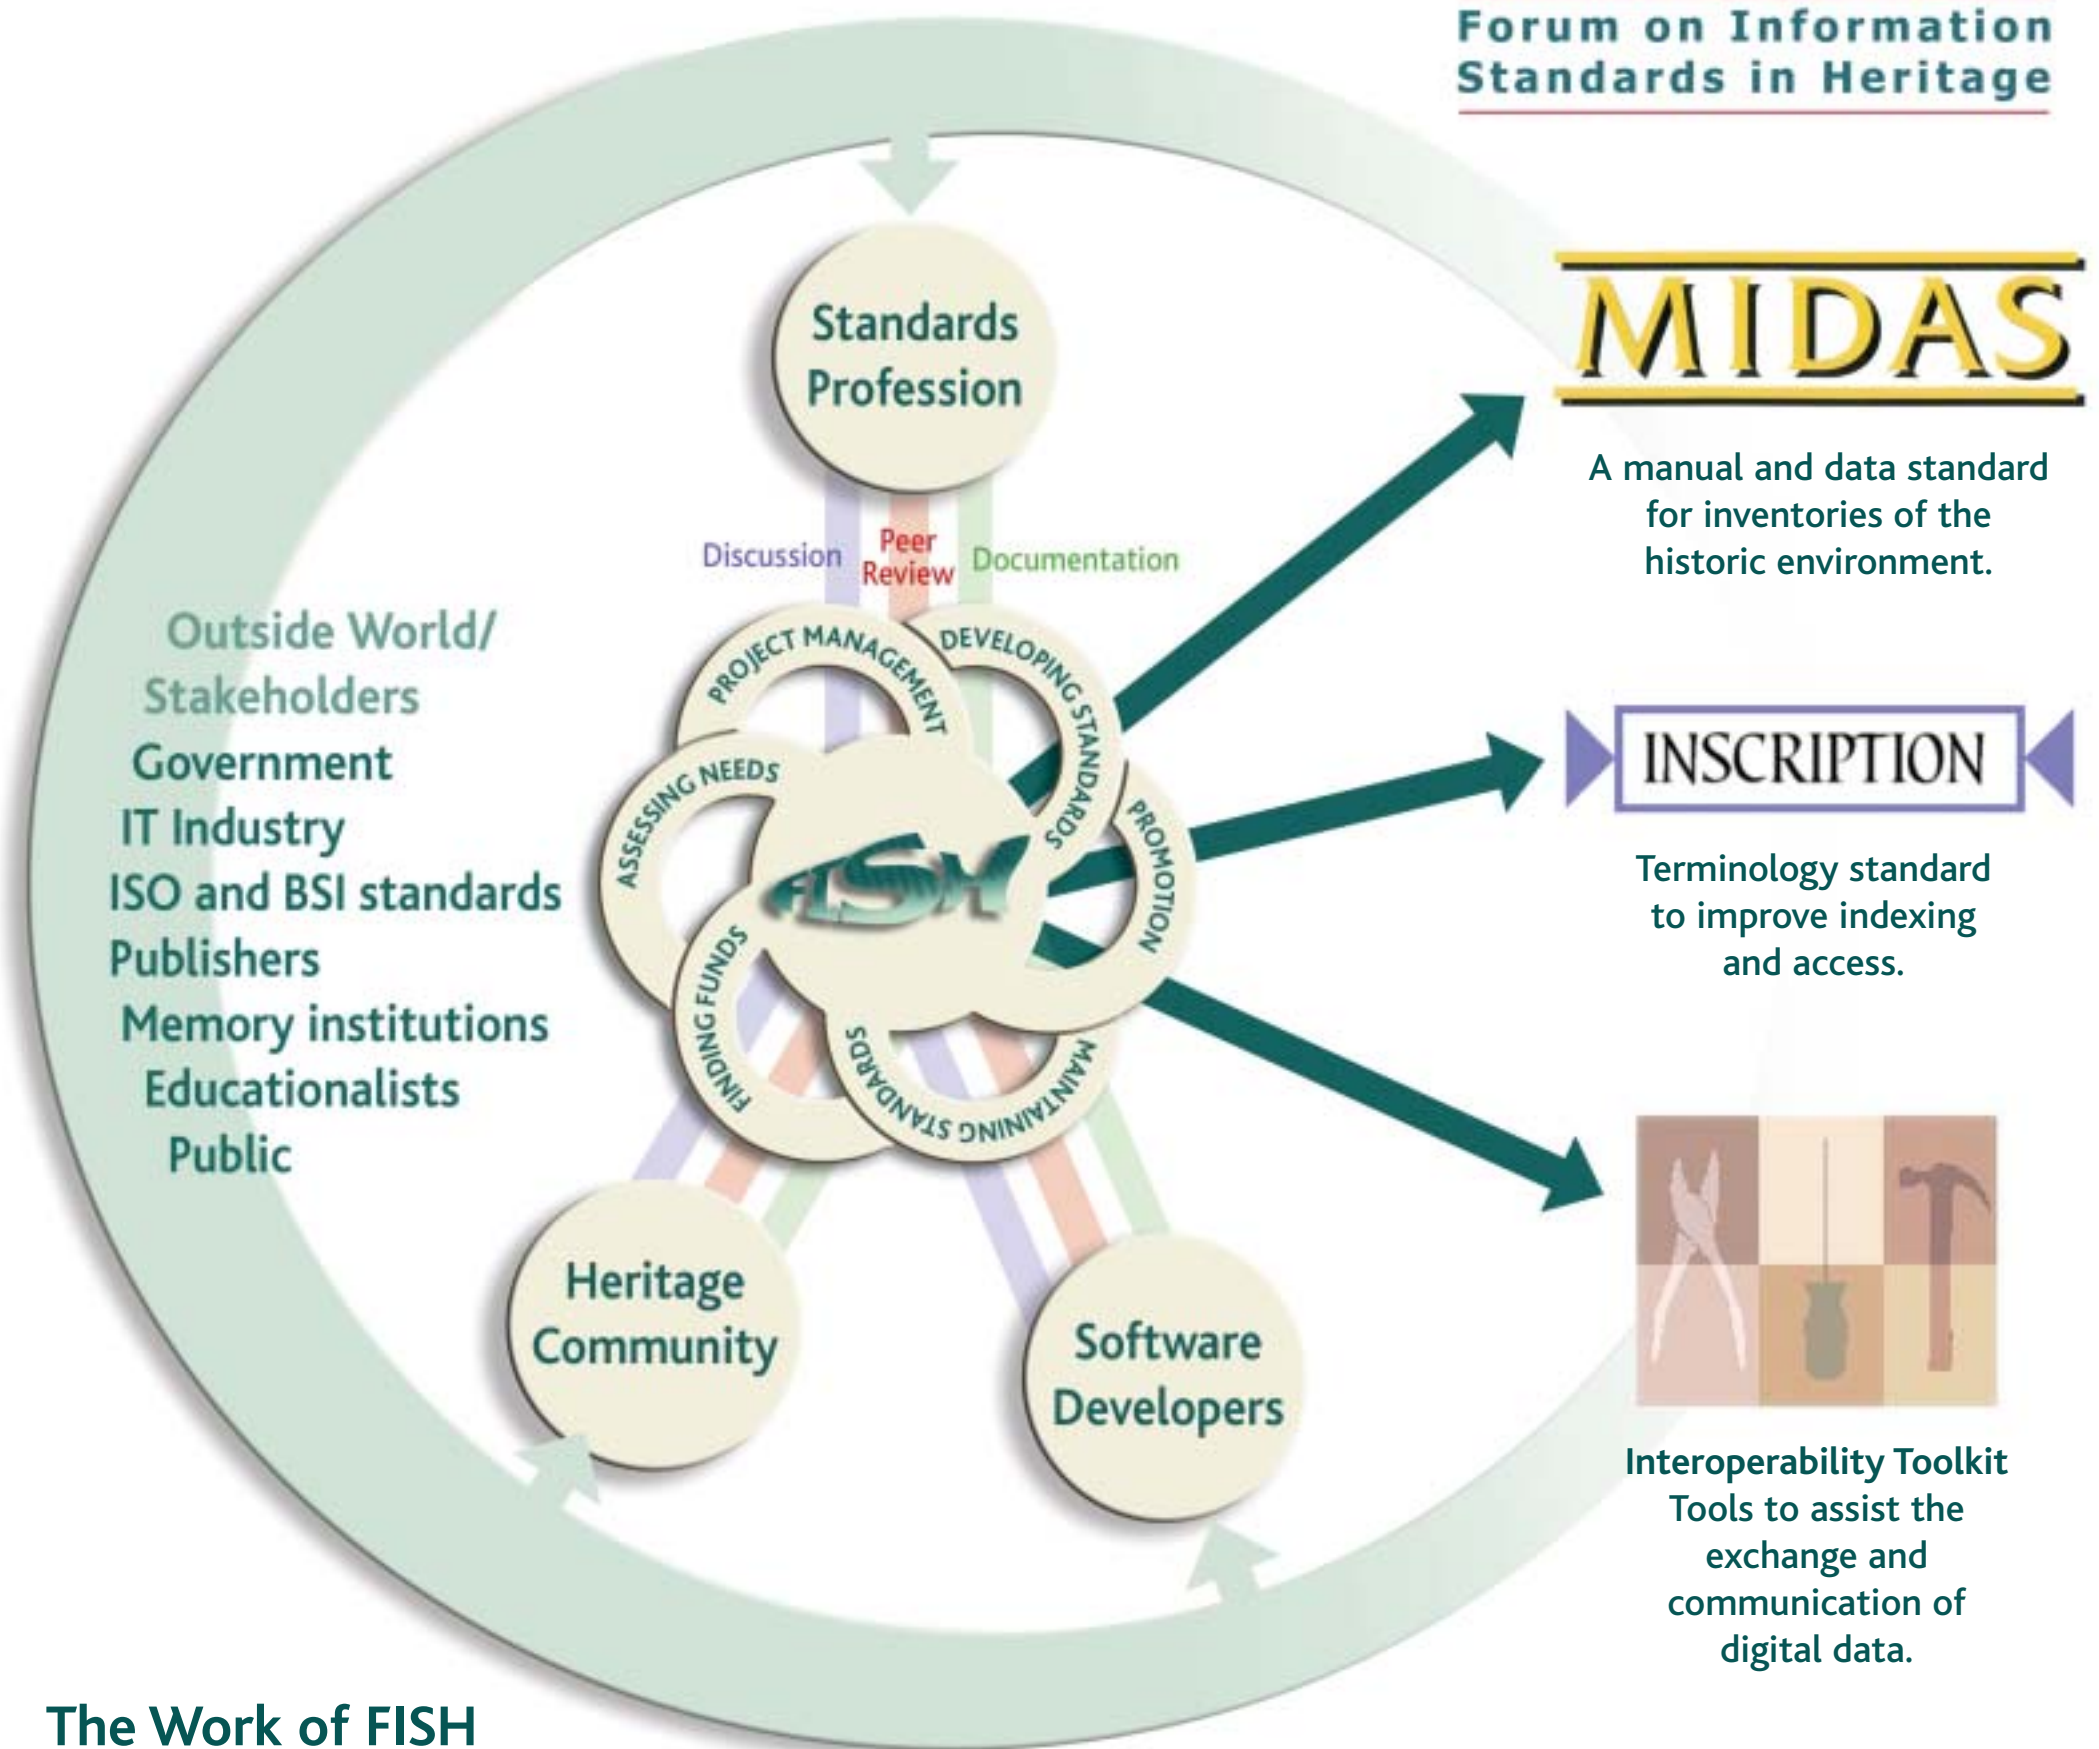 Forum on Information
Standards in Heritage
Standards
Profession
Discussion
Peer
Review
Documentation
PROJECT MANAGEMENT
DEVELOPING STANDARDS
PROMOTION
MAINTAINING STANDARDS
FINDING FUNDS
ASSESSING NEEDS
FISH
Outside World/
Stakeholders
Government
IT Industry
ISO and BSI standards
Publishers
Memory institutions
Educationalists
Public
Heritage
Community
Software
Developers
MIDAS
A manual and data standard
for inventories of the
historic environment.
INSCRIPTION
Terminology standard
to improve indexing
and access.
Interoperability Toolkit
Tools to assist the
exchange and
communication of
digital data.
The Work of FISH